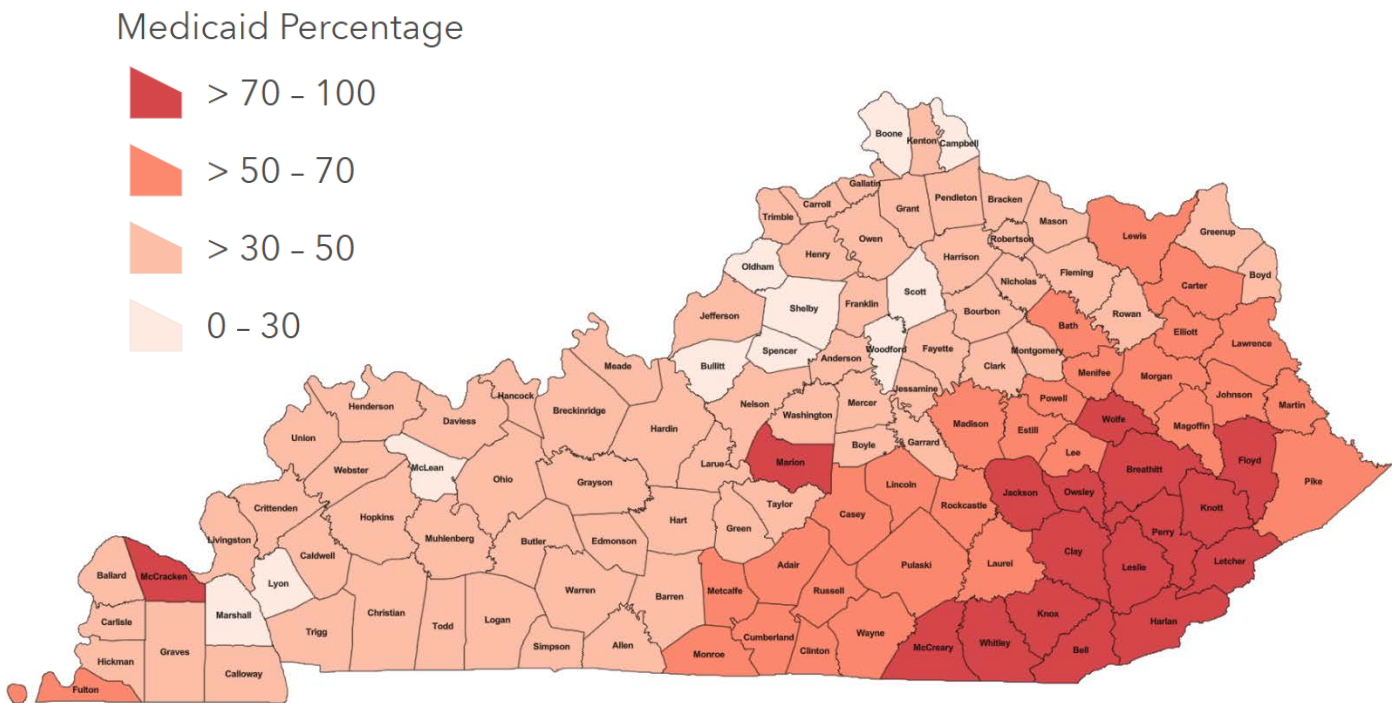 Medicaid Percentage
> 70 – 100
> 50 – 70
> 30 – 50
0 – 30
Boone
Kenton
Campbell
Gallatin
Carroll
Trimble
Grant
Pendleton
Bracken
Mason
Robertson
Lewis
Greenup
Boyd
Owen
Henry
Oldham
Harrison
Nicholas
Fleming
Carter
Rowan
Scott
Shelby
Franklin
Jefferson
Bourbon
Bath
Elliott
Lawrence
Bullitt
Spencer
Anderson
Woodford
Fayette
Clark
Montgomery
Menifee
Morgan
Meade
Hancock
Breckinridge
Henderson
Daviess
Union
Nelson
Washington
Mercer
Jessamine
Madison
Powell
Wolfe
Johnson
Martin
Magoffin
Hardin
Webster
McLean
Ohio
Grayson
Larue
Marion
Boyle
Garrard
Estill
Lee
Breathitt
Floyd
Pike
Crittenden
Hopkins
Muhlenberg
Butler
Edmonson
Hart
Green
Taylor
Casey
Lincoln
Rockcastle
Jackson
Owsley
Perry
Knott
Livingston
Caldwell
Lyon
Ballard
McCracken
Warren
Barren
Metcalfe
Adair
Russell
Pulaski
Laurel
Clay
Leslie
Letcher
Carlisle
Marshall
Trigg
Christian
Todd
Logan
Simpson
Allen
Monroe
Cumberland
Clinton
Wayne
McCreary
Whitley
Knox
Bell
Harlan
Hickman
Graves
Calloway
Fulton